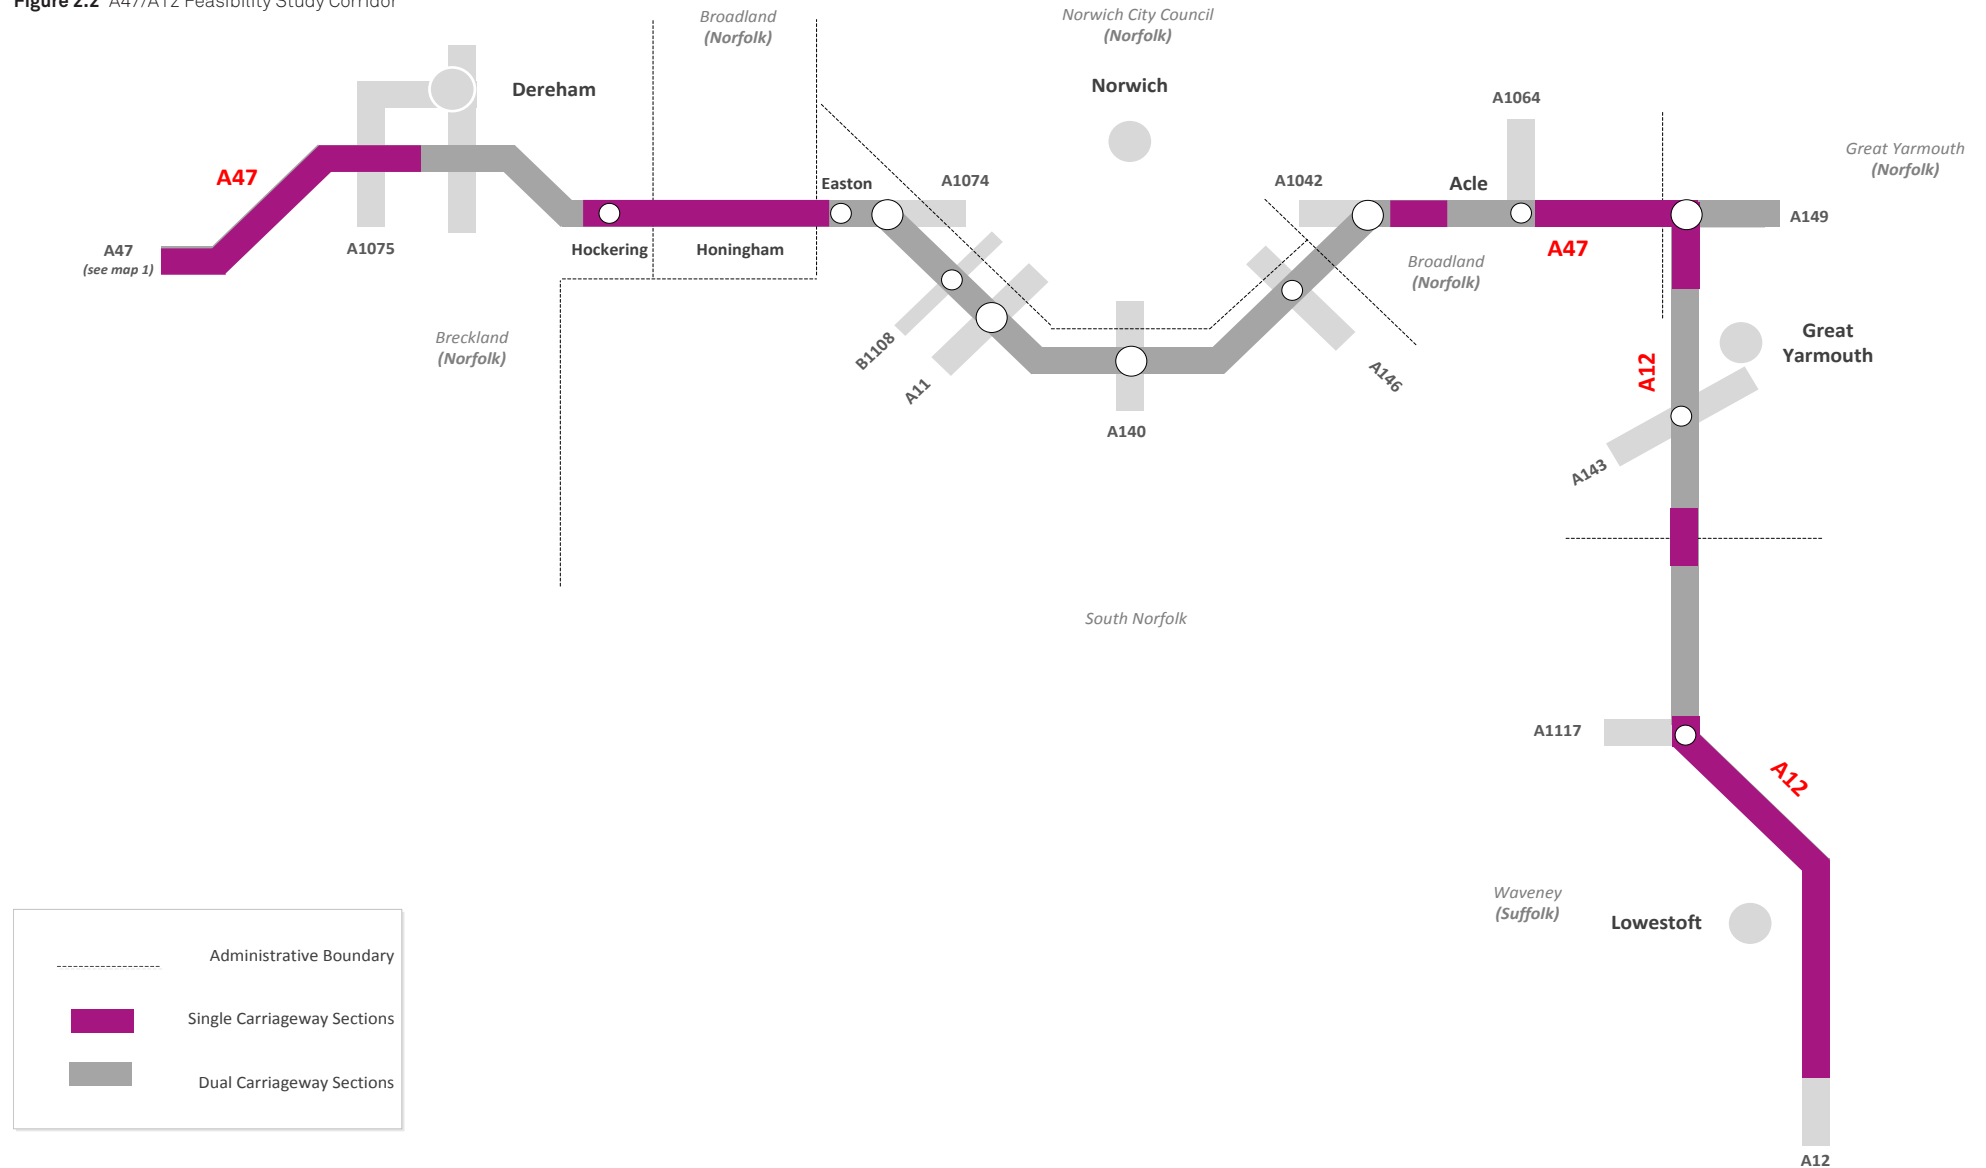 Figure 2.2 A47/A12 Feasibility Study Corridor
Broadland
(Norfolk)
Norwich City Council
(Norfolk)
Dereham
Norwich
A1064
Great Yarmouth
(Norfolk)
A47
Easton
A1074
A1042
Acle
A149
A47
(see map 1)
A1075
Hockering
Honingham
A47
Broadland
(Norfolk)
Breckland
(Norfolk)
B1108
A11
A140
A146
A12
Great
Yarmouth
A143
South Norfolk
A1117
A12
Waveney
(Suffolk)
Lowestoft
Administrative Boundary
Single Carriageway Sections
Dual Carriageway Sections
A12